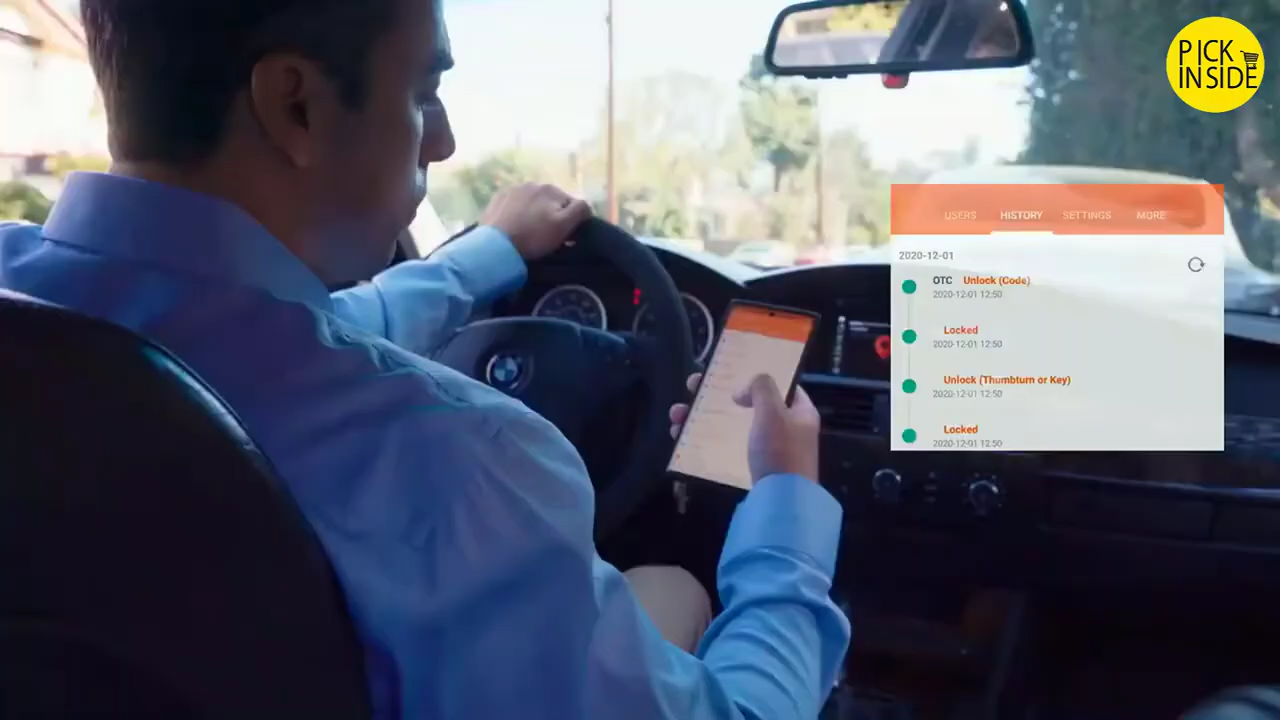 PICK
INSIDE
USERS HISTORY SETTINGS MORE
2020-12-01
OTC Unlock (Code)
2020-12-01 12:50
Locked
2020-12-01 12:50
Unlock (Thumbturn or Key)
2020-12-01 12:50
Locked
2020-12-01 12:50